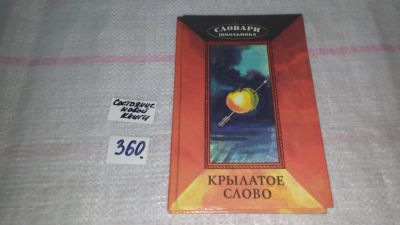 СЛОВАРИ
ШКОЛЬНИКА
Состояние
новой
книги
360.
КРЫЛАТОЕ
СЛОВО